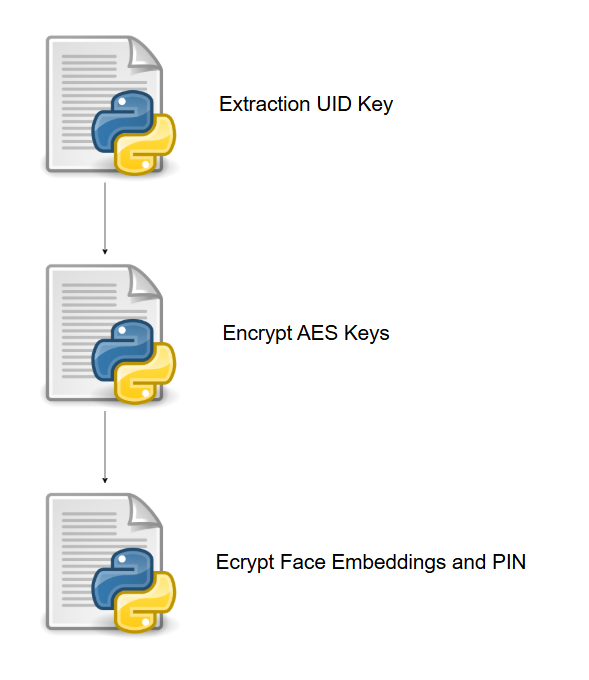 Extraction UID Key
Encrypt AES Keys
Ecrypt Face Embeddings and PIN